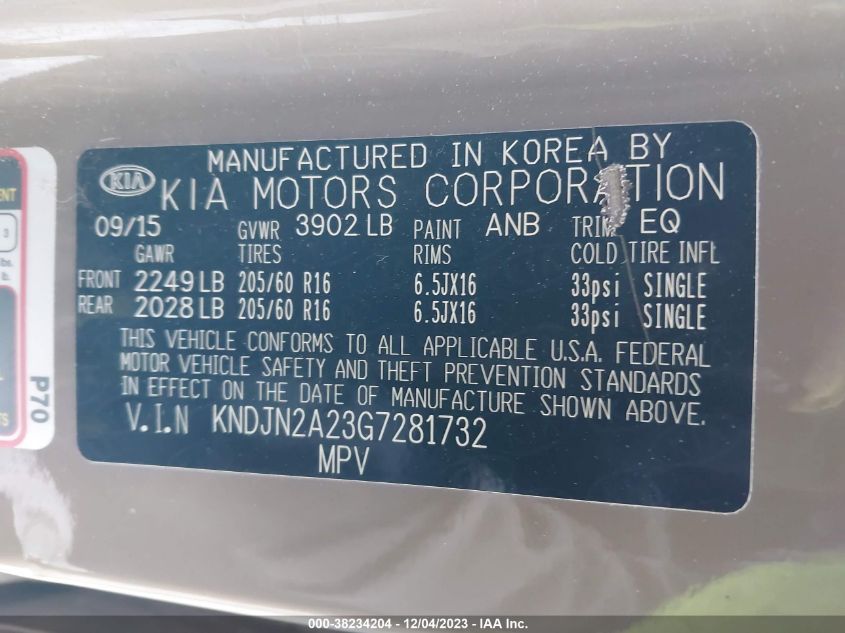 MANUFACTURED IN KOREA BY
KIA KIA MOTORS CORPORATION
09/15 GVWR 3902 LB PAINT ANB TRIM EQ
GAWR TIRES RIMS COLD TIRE INFL
FRONT 2249 LB 205/60 R16 6.5JX16 33psi SINGLE
REAR 2028 LB 205/60 R16 6.5JX16 33psi SINGLE
THIS VEHICLE CONFORMS TO ALL APPLICABLE U.S.A. FEDERAL
MOTOR VEHICLE SAFETY AND THEFT PREVENTION STANDARDS
IN EFFECT ON THE DATE OF MANUFACTURE SHOWN ABOVE.
V.I.N KNDJN2A23G7281732
MPV
P70
000-38234204 - 12/04/2023 - IAA Inc.